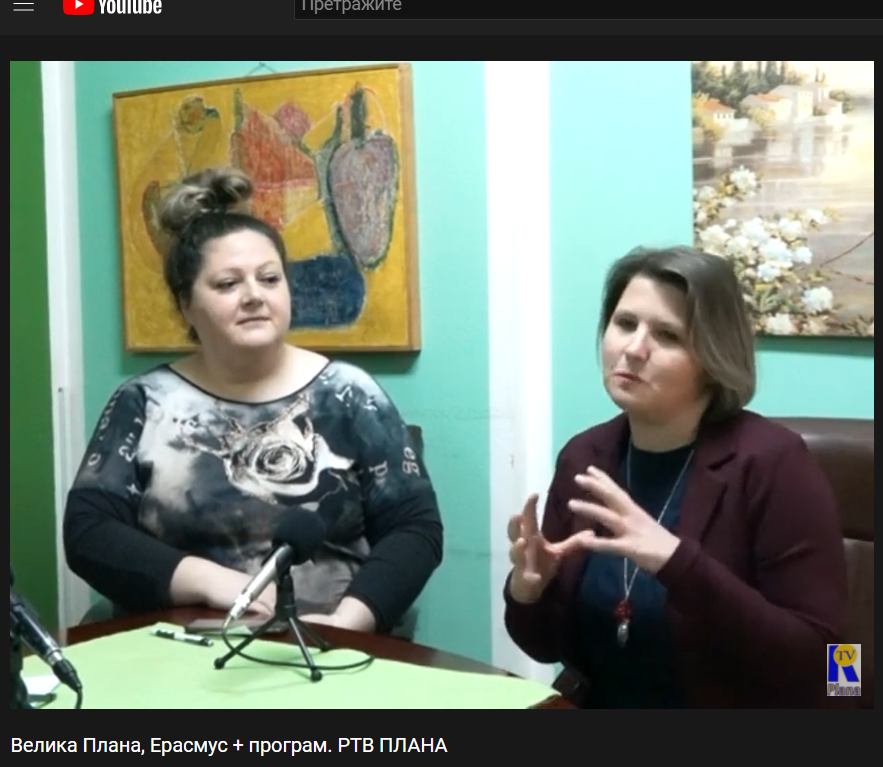 YouTube
Претражите
TV
R
Plana
Велика Плана, Ерасмус + програм. РТВ ПЛАНА